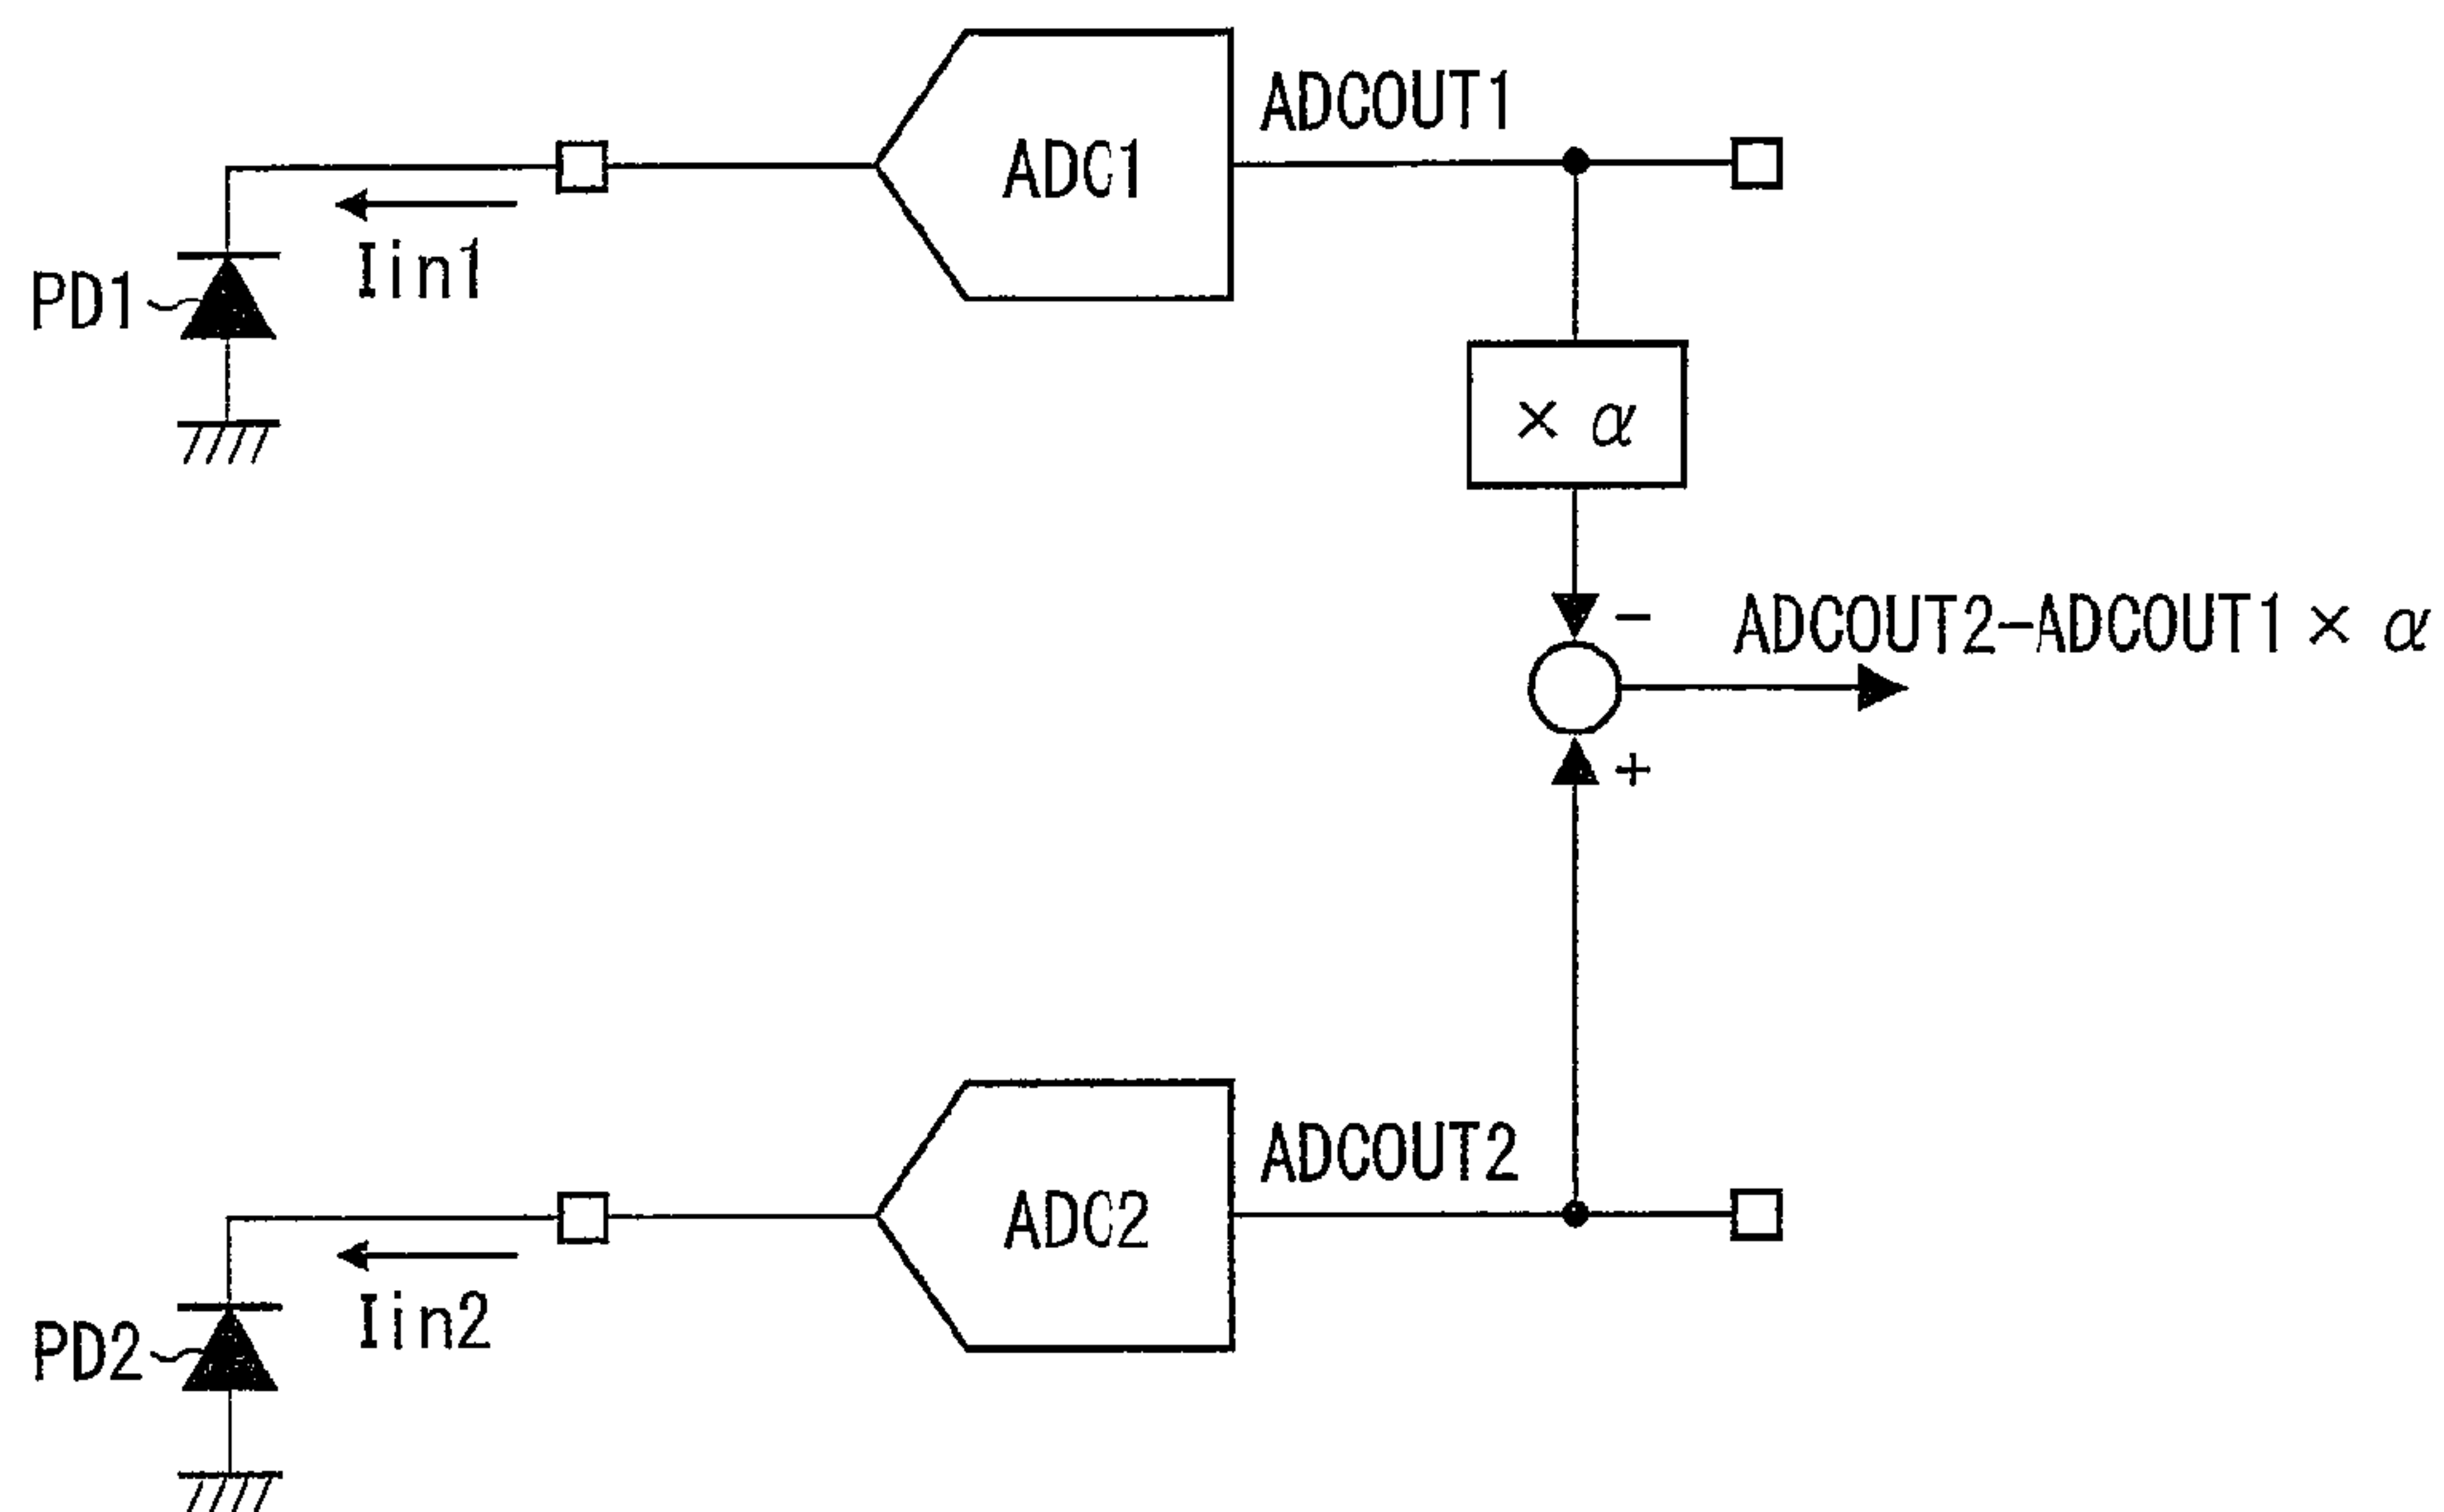 ADCOUT1
ADC1
Iin1
PD1
× α
−
ADCOUT2−ADCOUT1 × α
+
ADCOUT2
ADC2
Iin2
PD2